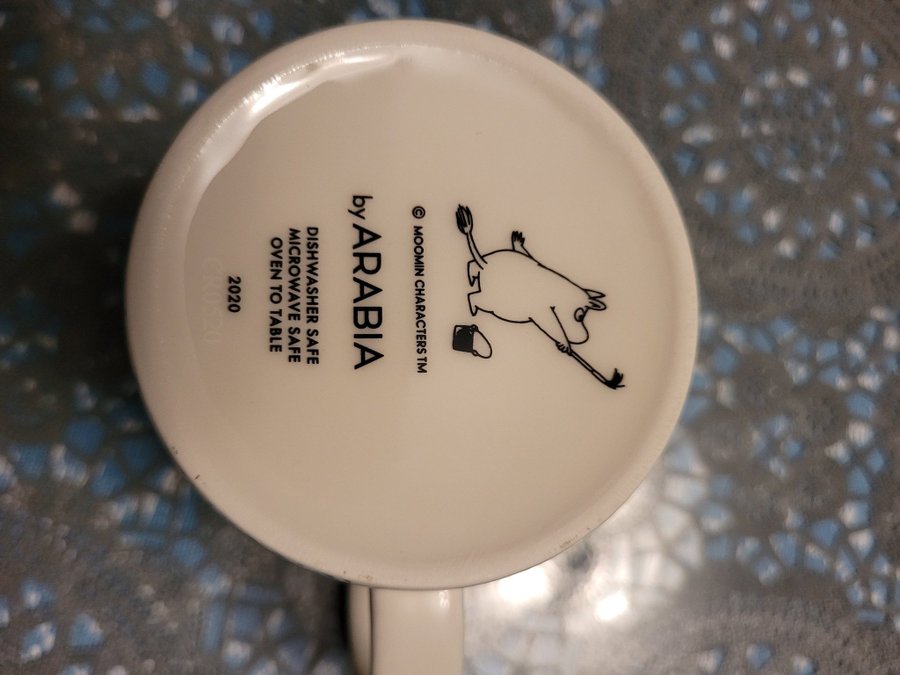 © MOOMIN CHARACTERS TM
by ARABIA
DISHWASHER SAFE
MICROWAVE SAFE
OVEN TO TABLE
2020